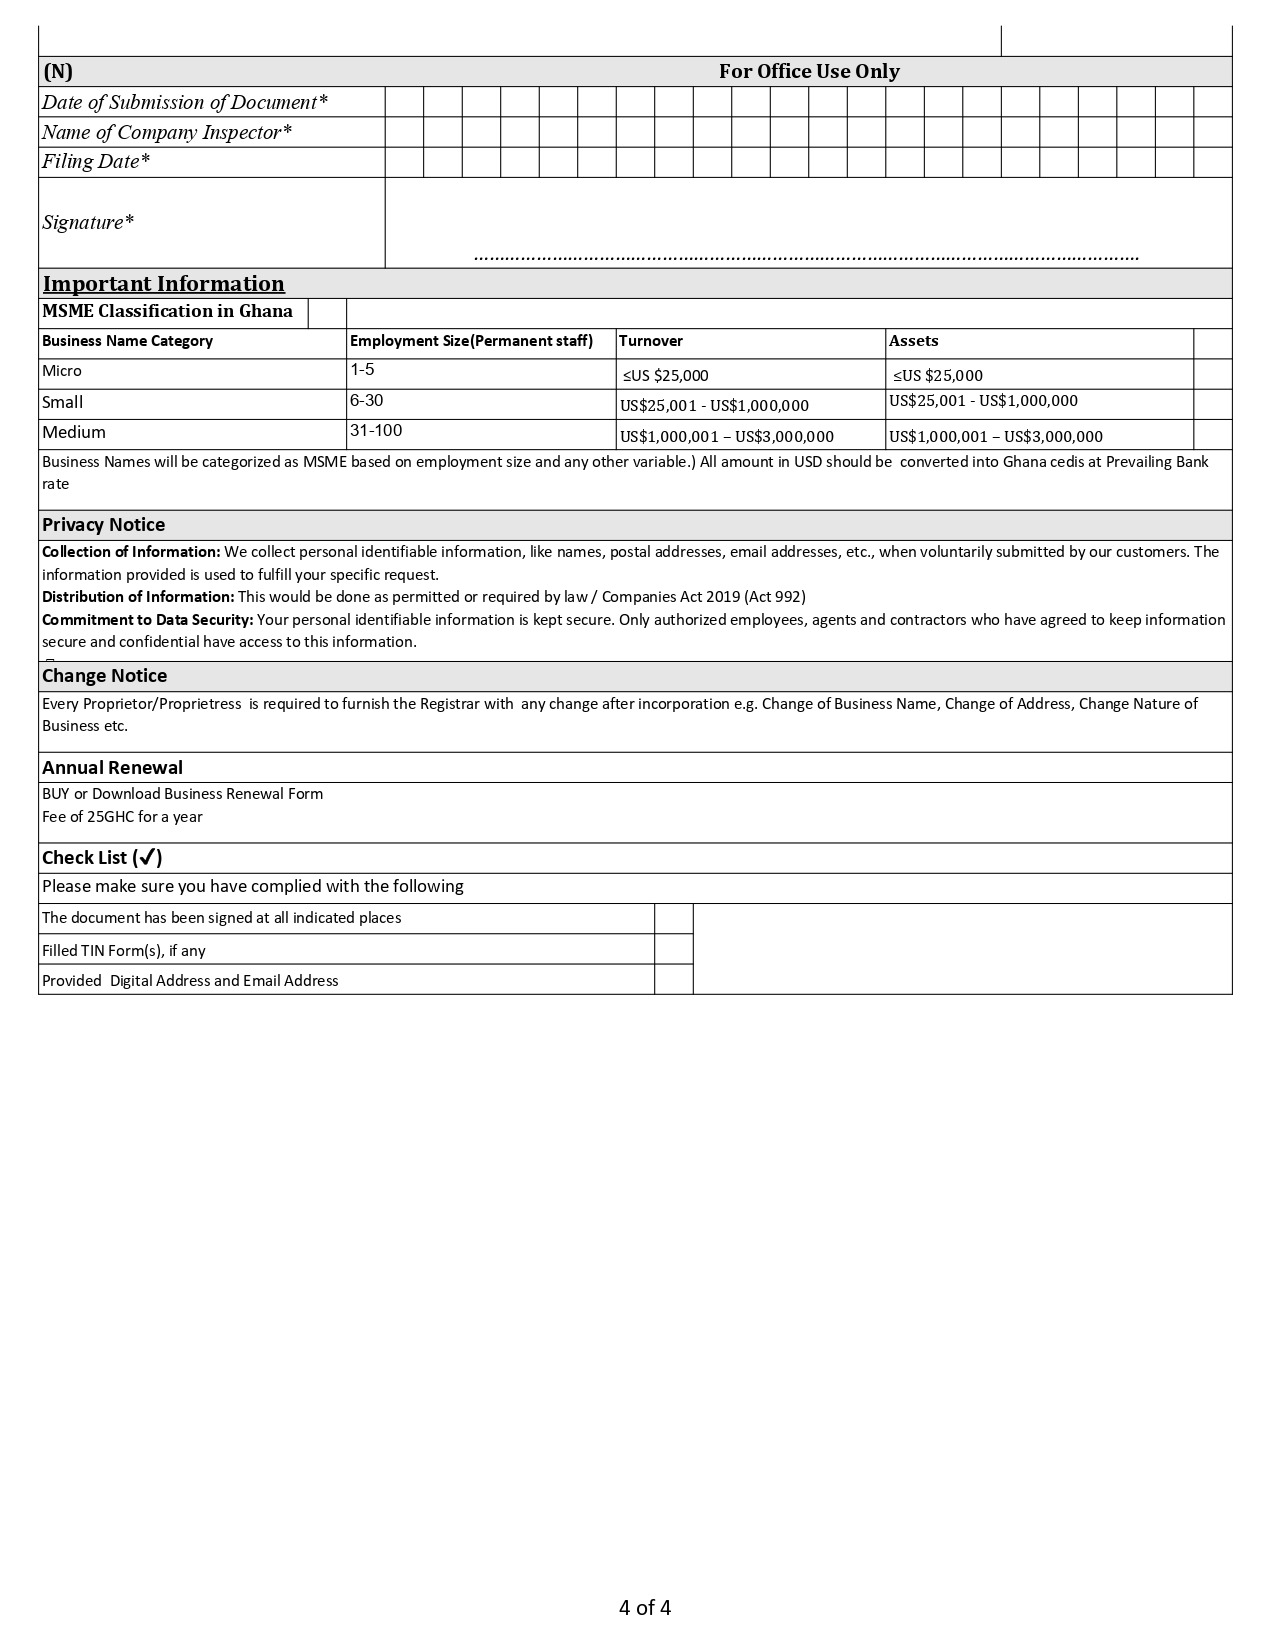 (N) For Office Use Only
Date of Submission of Document*
Name of Company Inspector*
Filing Date*
Signature*
Important Information
MSME Classification in Ghana
Business Name Category Employment Size(Permanent staff) Turnover Assets
Micro 1-5 ≤US $25,000 ≤US $25,000
Small 6-30 US$25,001 - US$1,000,000 US$25,001 - US$1,000,000
Medium 31-100 US$1,000,001 – US$3,000,000 US$1,000,001 – US$3,000,000
Business Names will be categorized as MSME based on employment size and any other variable.) All amount in USD should be converted into Ghana cedis at Prevailing Bank
rate
Privacy Notice
Collection of Information: We collect personal identifiable information, like names, postal addresses, email addresses, etc., when voluntarily submitted by our customers. The
information provided is used to fulfill your specific request.
Distribution of Information: This would be done as permitted or required by law / Companies Act 2019 (Act 992)
Commitment to Data Security: Your personal identifiable information is kept secure. Only authorized employees, agents and contractors who have agreed to keep information
secure and confidential have access to this information.
Change Notice
Every Proprietor/Proprietress is required to furnish the Registrar with any change after incorporation e.g. Change of Business Name, Change of Address, Change Nature of
Business etc.
Annual Renewal
BUY or Download Business Renewal Form
Fee of 25GHC for a year
Check List (✓)
Please make sure you have complied with the following
The document has been signed at all indicated places
Filled TIN Form(s), if any
Provided Digital Address and Email Address
4 of 4